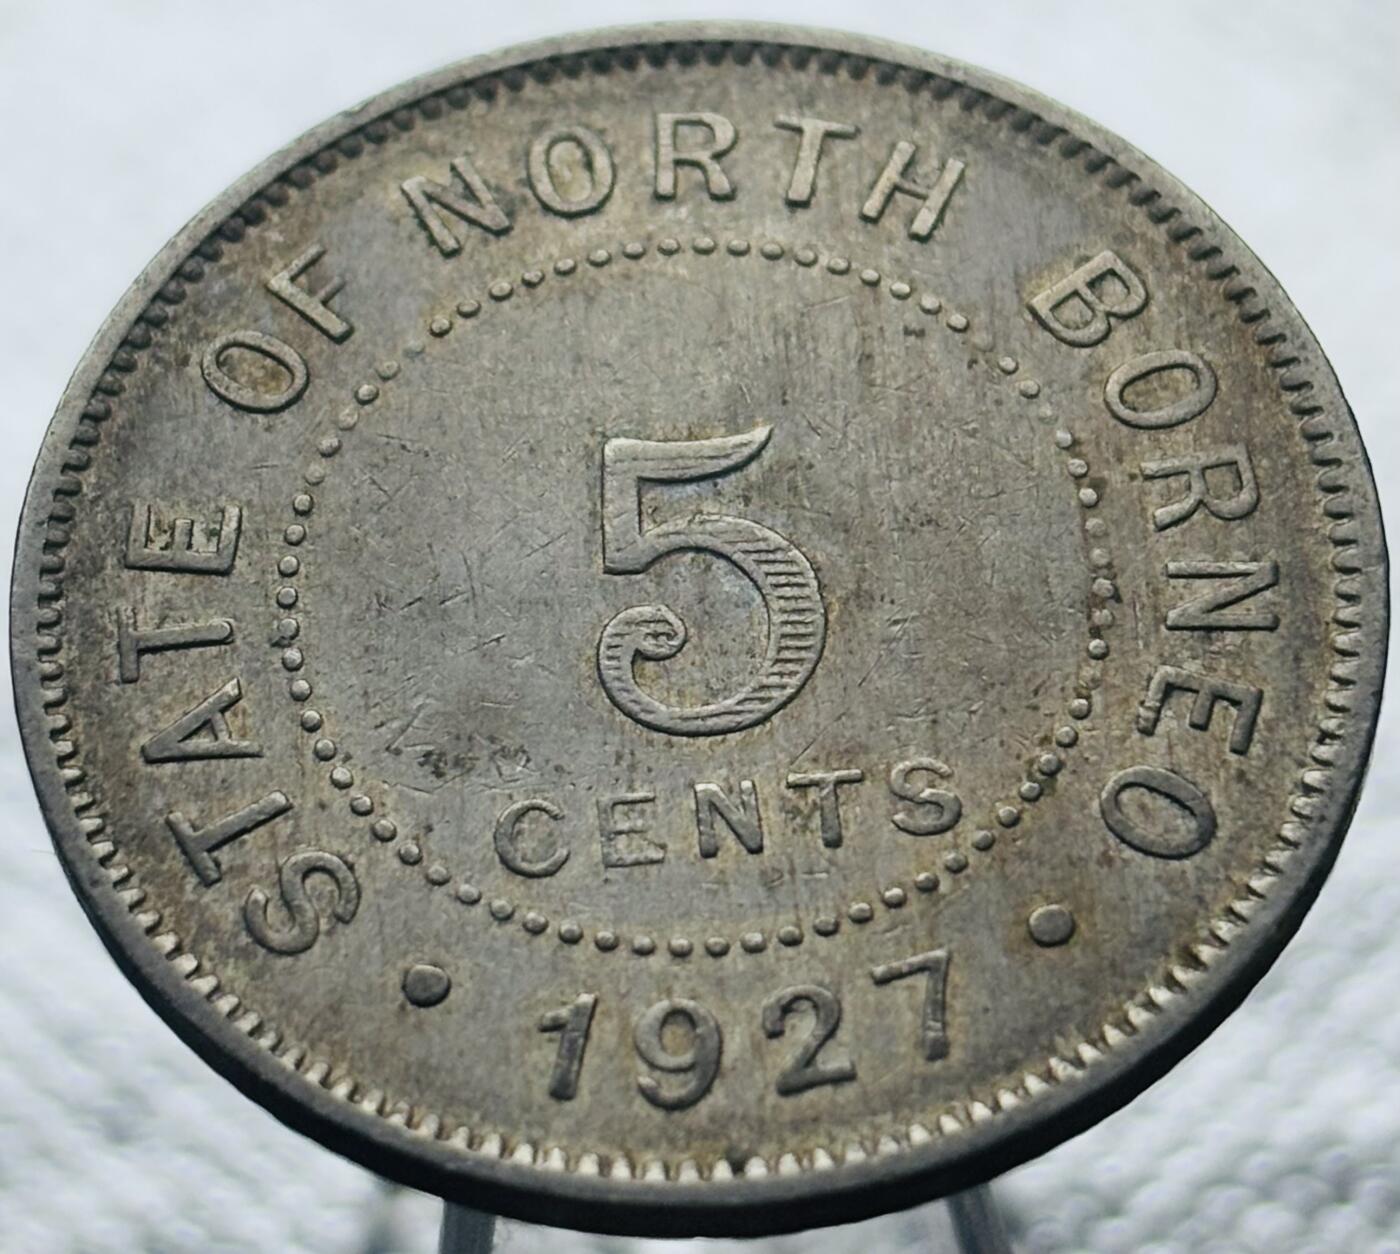 STATE OF NORTH BORNEO
5
CENTS
• 1927 •